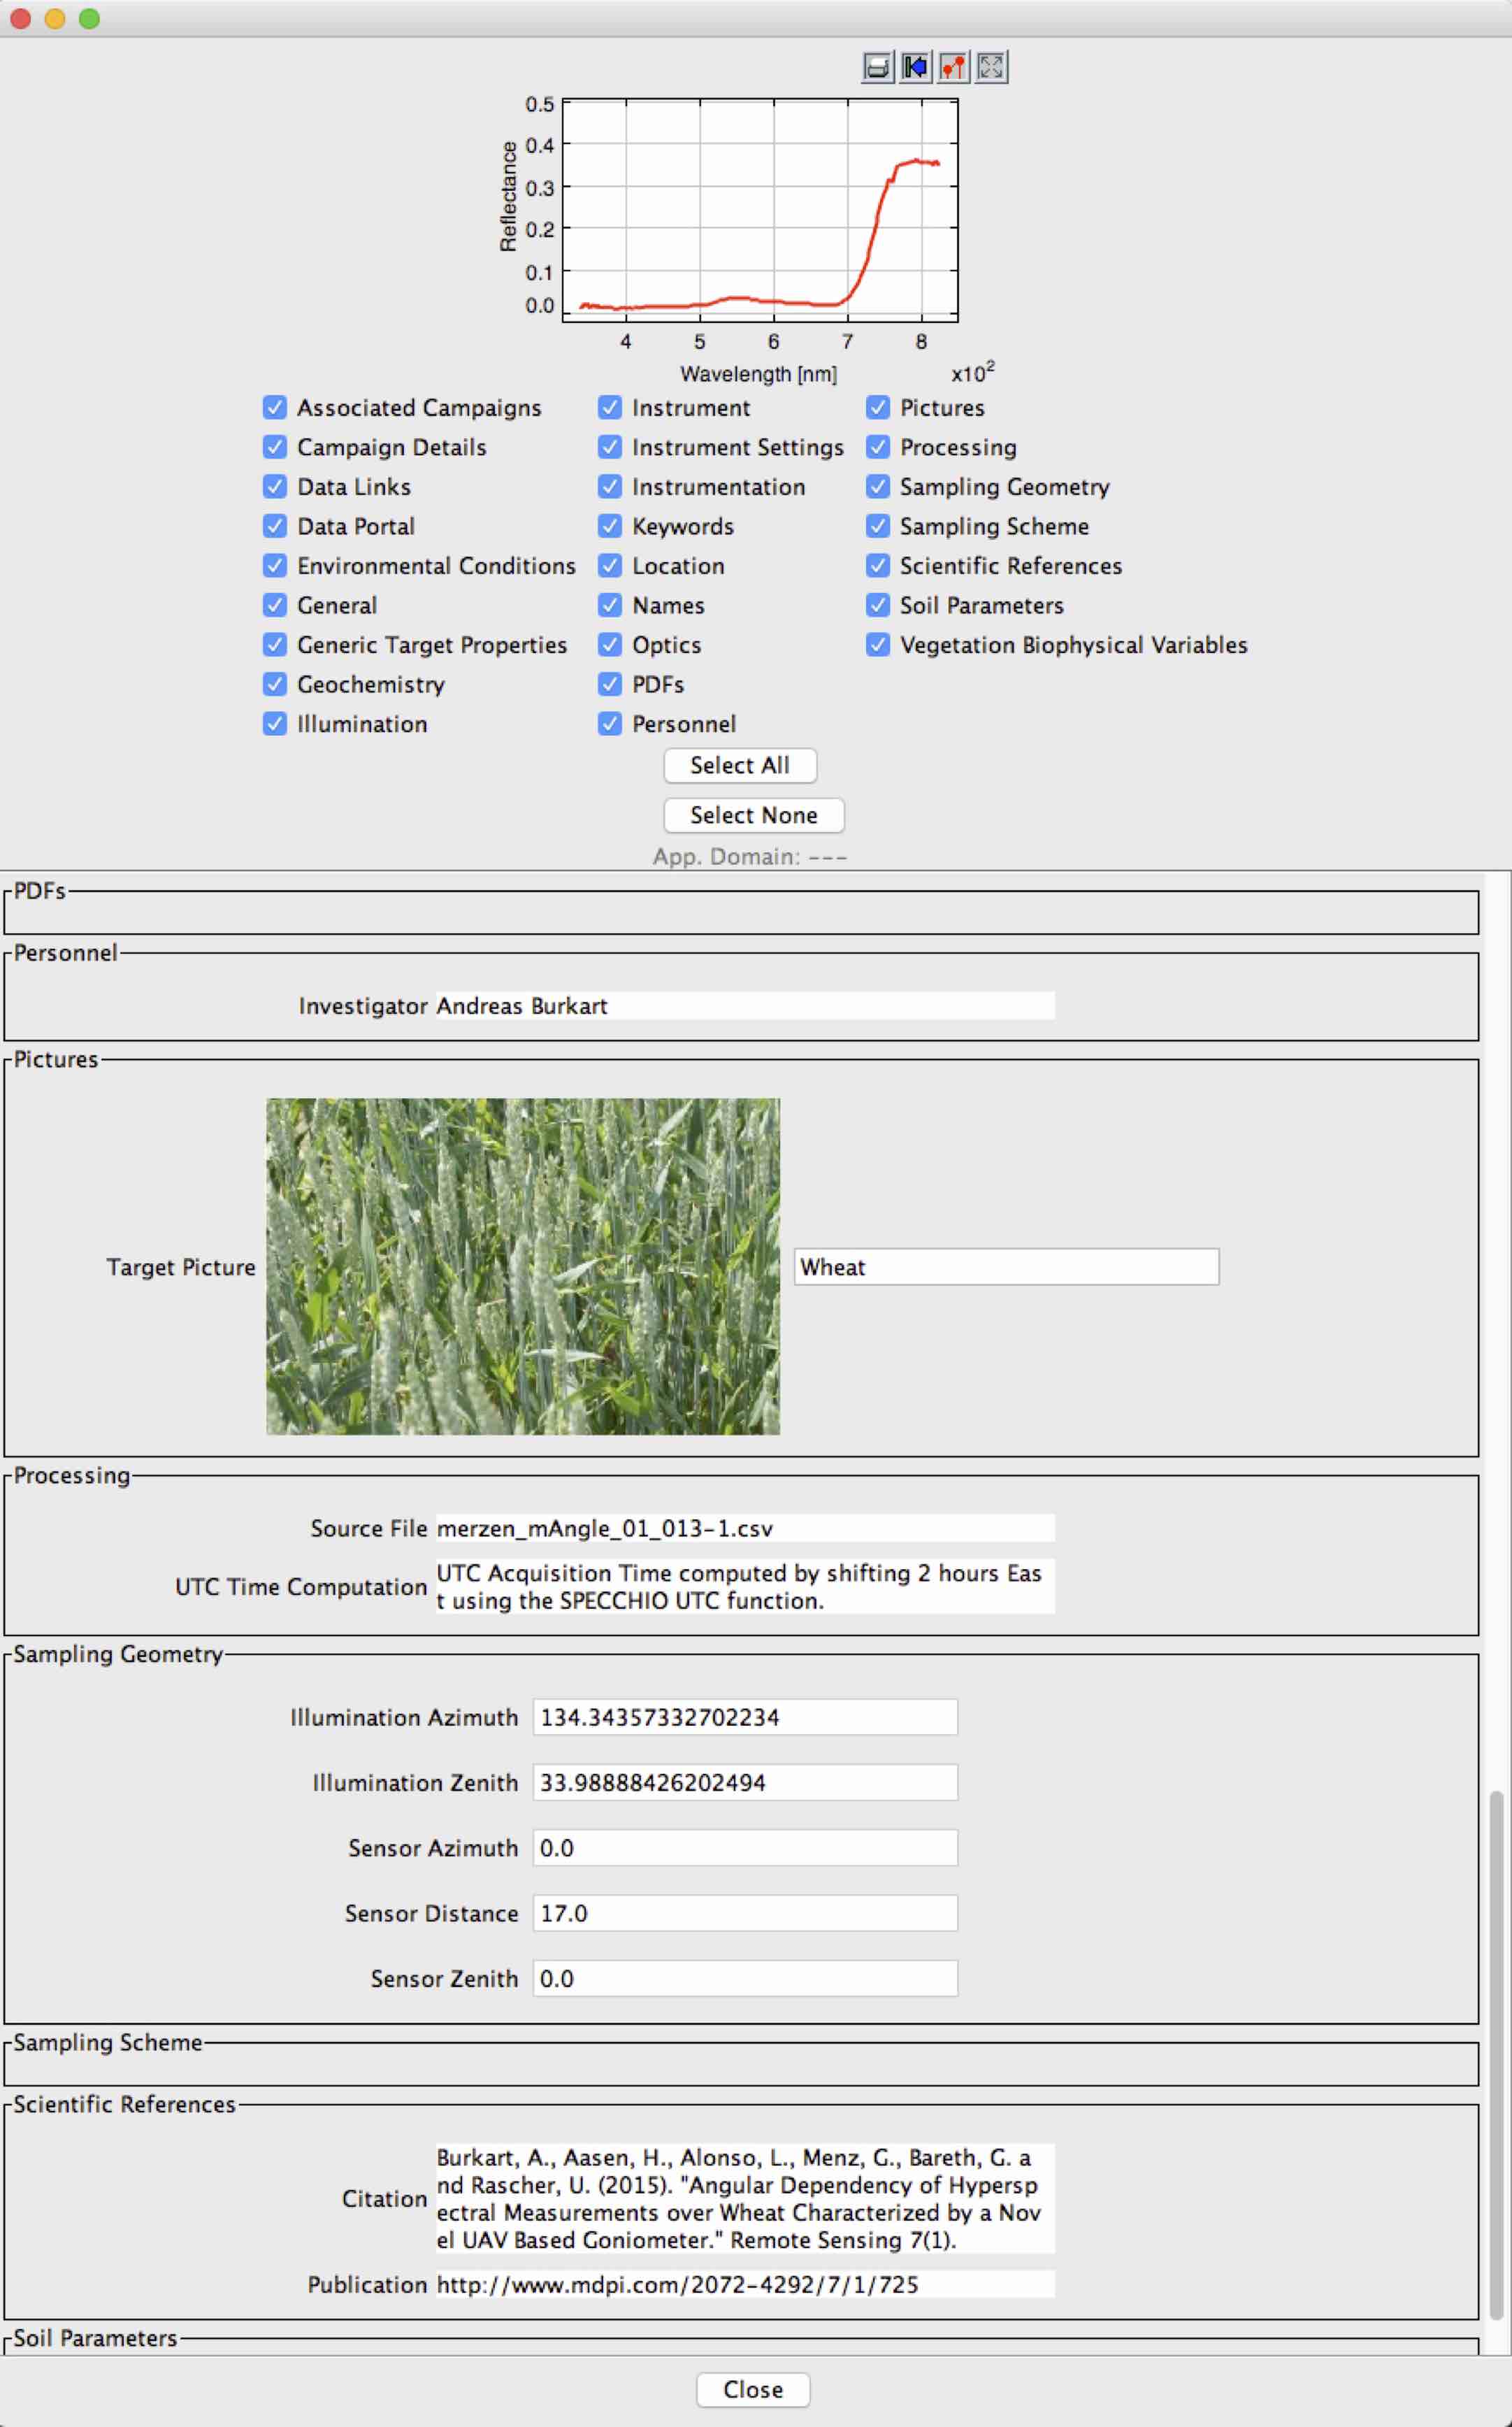 0.5
0.4
0.3
0.2
0.1
0.0
Reflectance
4 5 6 7 8
Wavelength [nm] x10²
Associated Campaigns Instrument Pictures
Campaign Details Instrument Settings Processing
Data Links Instrumentation Sampling Geometry
Data Portal Keywords Sampling Scheme
Environmental Conditions Location Scientific References
General Names Soil Parameters
Generic Target Properties Optics Vegetation Biophysical Variables
Geochemistry PDFs
Illumination Personnel
Select All
Select None
App. Domain: ---
PDFs
Personnel
Investigator Andreas Burkart
Pictures
Target Picture Wheat
Processing
Source File merzen_mAngle_01_013-1.csv
UTC Time Computation UTC Acquisition Time computed by shifting 2 hours Eas
t using the SPECCHIO UTC function.
Sampling Geometry
Illumination Azimuth 134.34357332702234
Illumination Zenith 33.98888426202494
Sensor Azimuth 0.0
Sensor Distance 17.0
Sensor Zenith 0.0
Sampling Scheme
Scientific References
Citation Burkart, A., Aasen, H., Alonso, L., Menz, G., Bareth, G. a
nd Rascher, U. (2015). "Angular Dependency of Hypersp
ectral Measurements over Wheat Characterized by a Nov
el UAV Based Goniometer." Remote Sensing 7(1).
Publication http://www.mdpi.com/2072-4292/7/1/725
Soil Parameters
Close